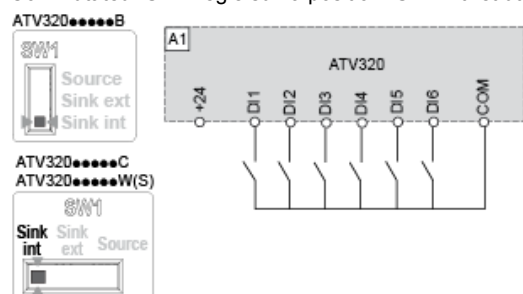 ATV320●●●●●B
SW1
Source
Sink ext
Sink int
A1
ATV320
+24
DI1
DI2
DI3
DI4
DI5
DI6
COM
ATV320●●●●●C
ATV320●●●●●W(S)
SW1
Sink int
Sink ext
Source